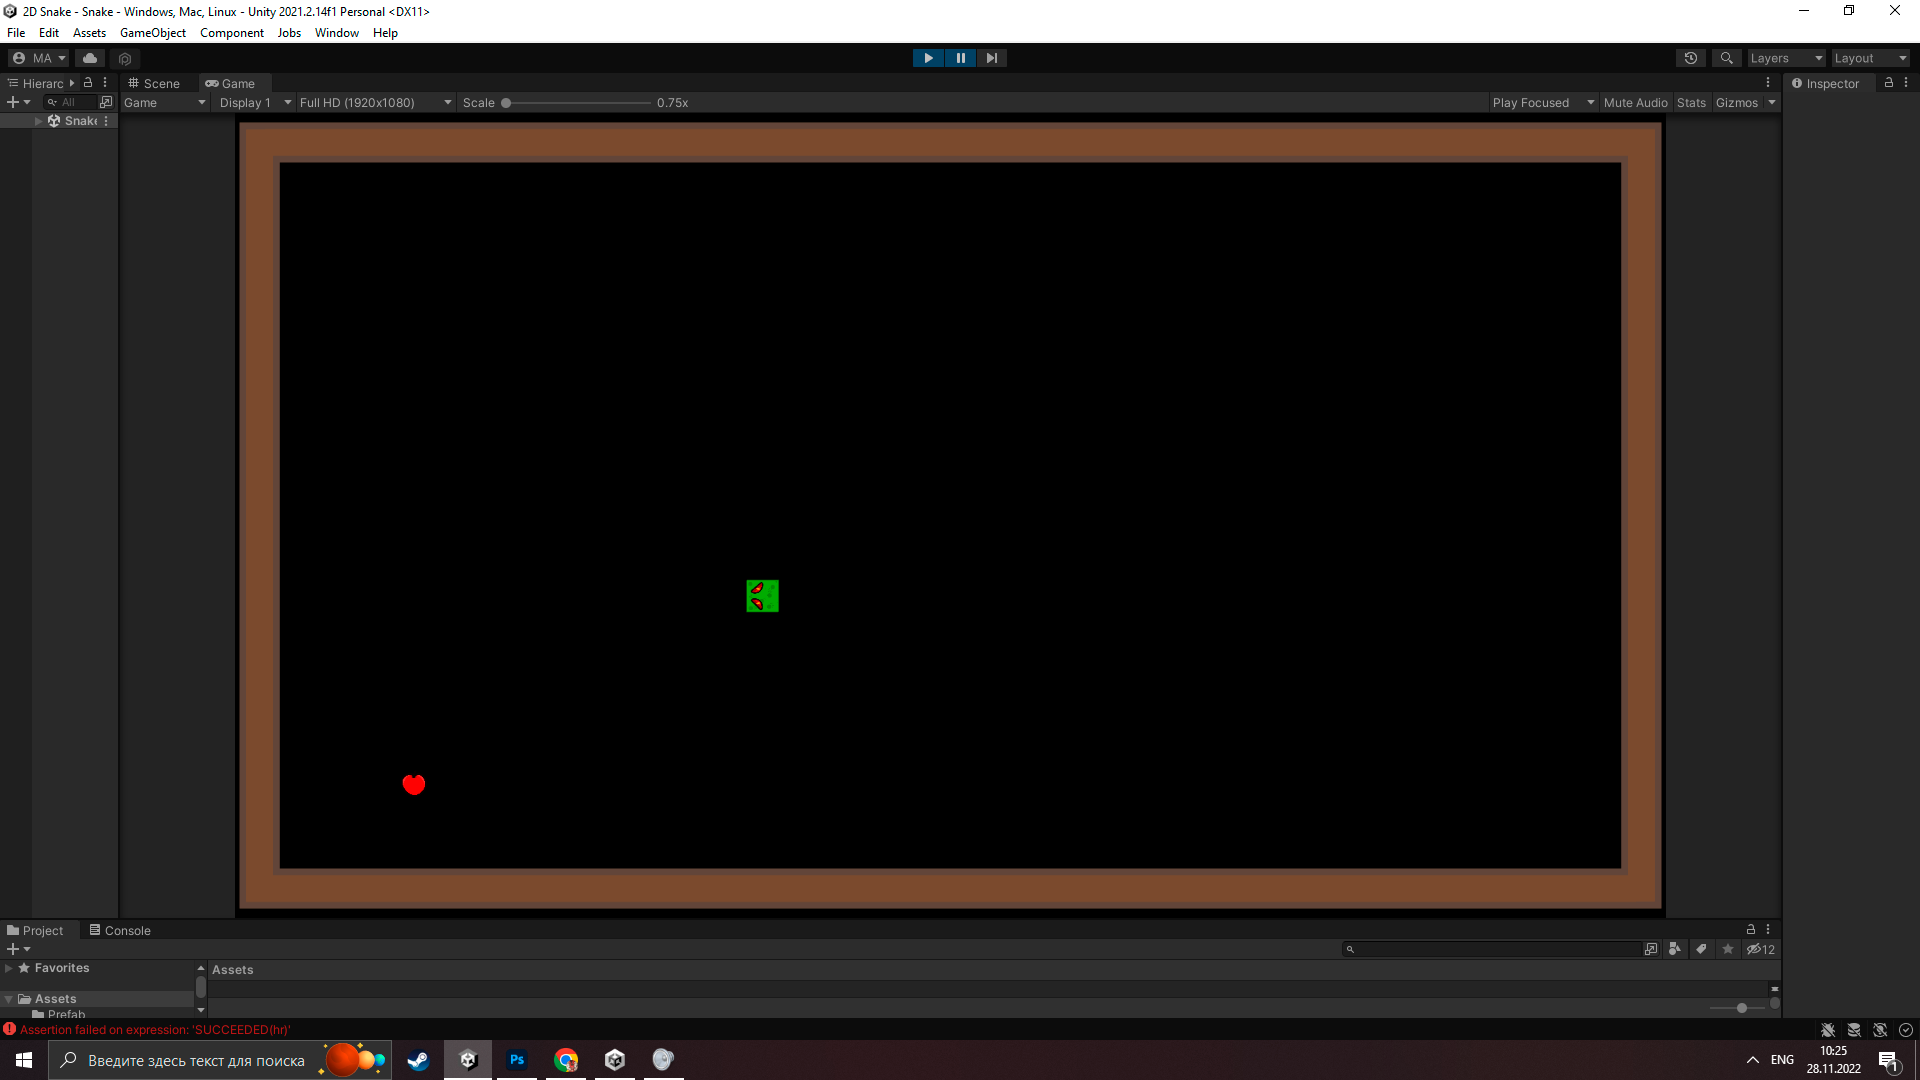 2D Snake - Snake - Windows, Mac, Linux - Unity 2021.2.14f1 Personal <DX11>
File Edit Assets GameObject Component Jobs Window Help
MA Layers Layout
Hierarc Scene Game Inspector
All Game Display 1 Full HD (1920x1080) Scale 0.75x Play Focused Mute Audio Stats Gizmos
Snake
Project Console
12
Favorites Assets
Assets
Prefab
Assertion failed on expression: 'SUCCEEDED(hr)'
Введите здесь текст для поиска Ps ENG 10:25
28.11.2022 1